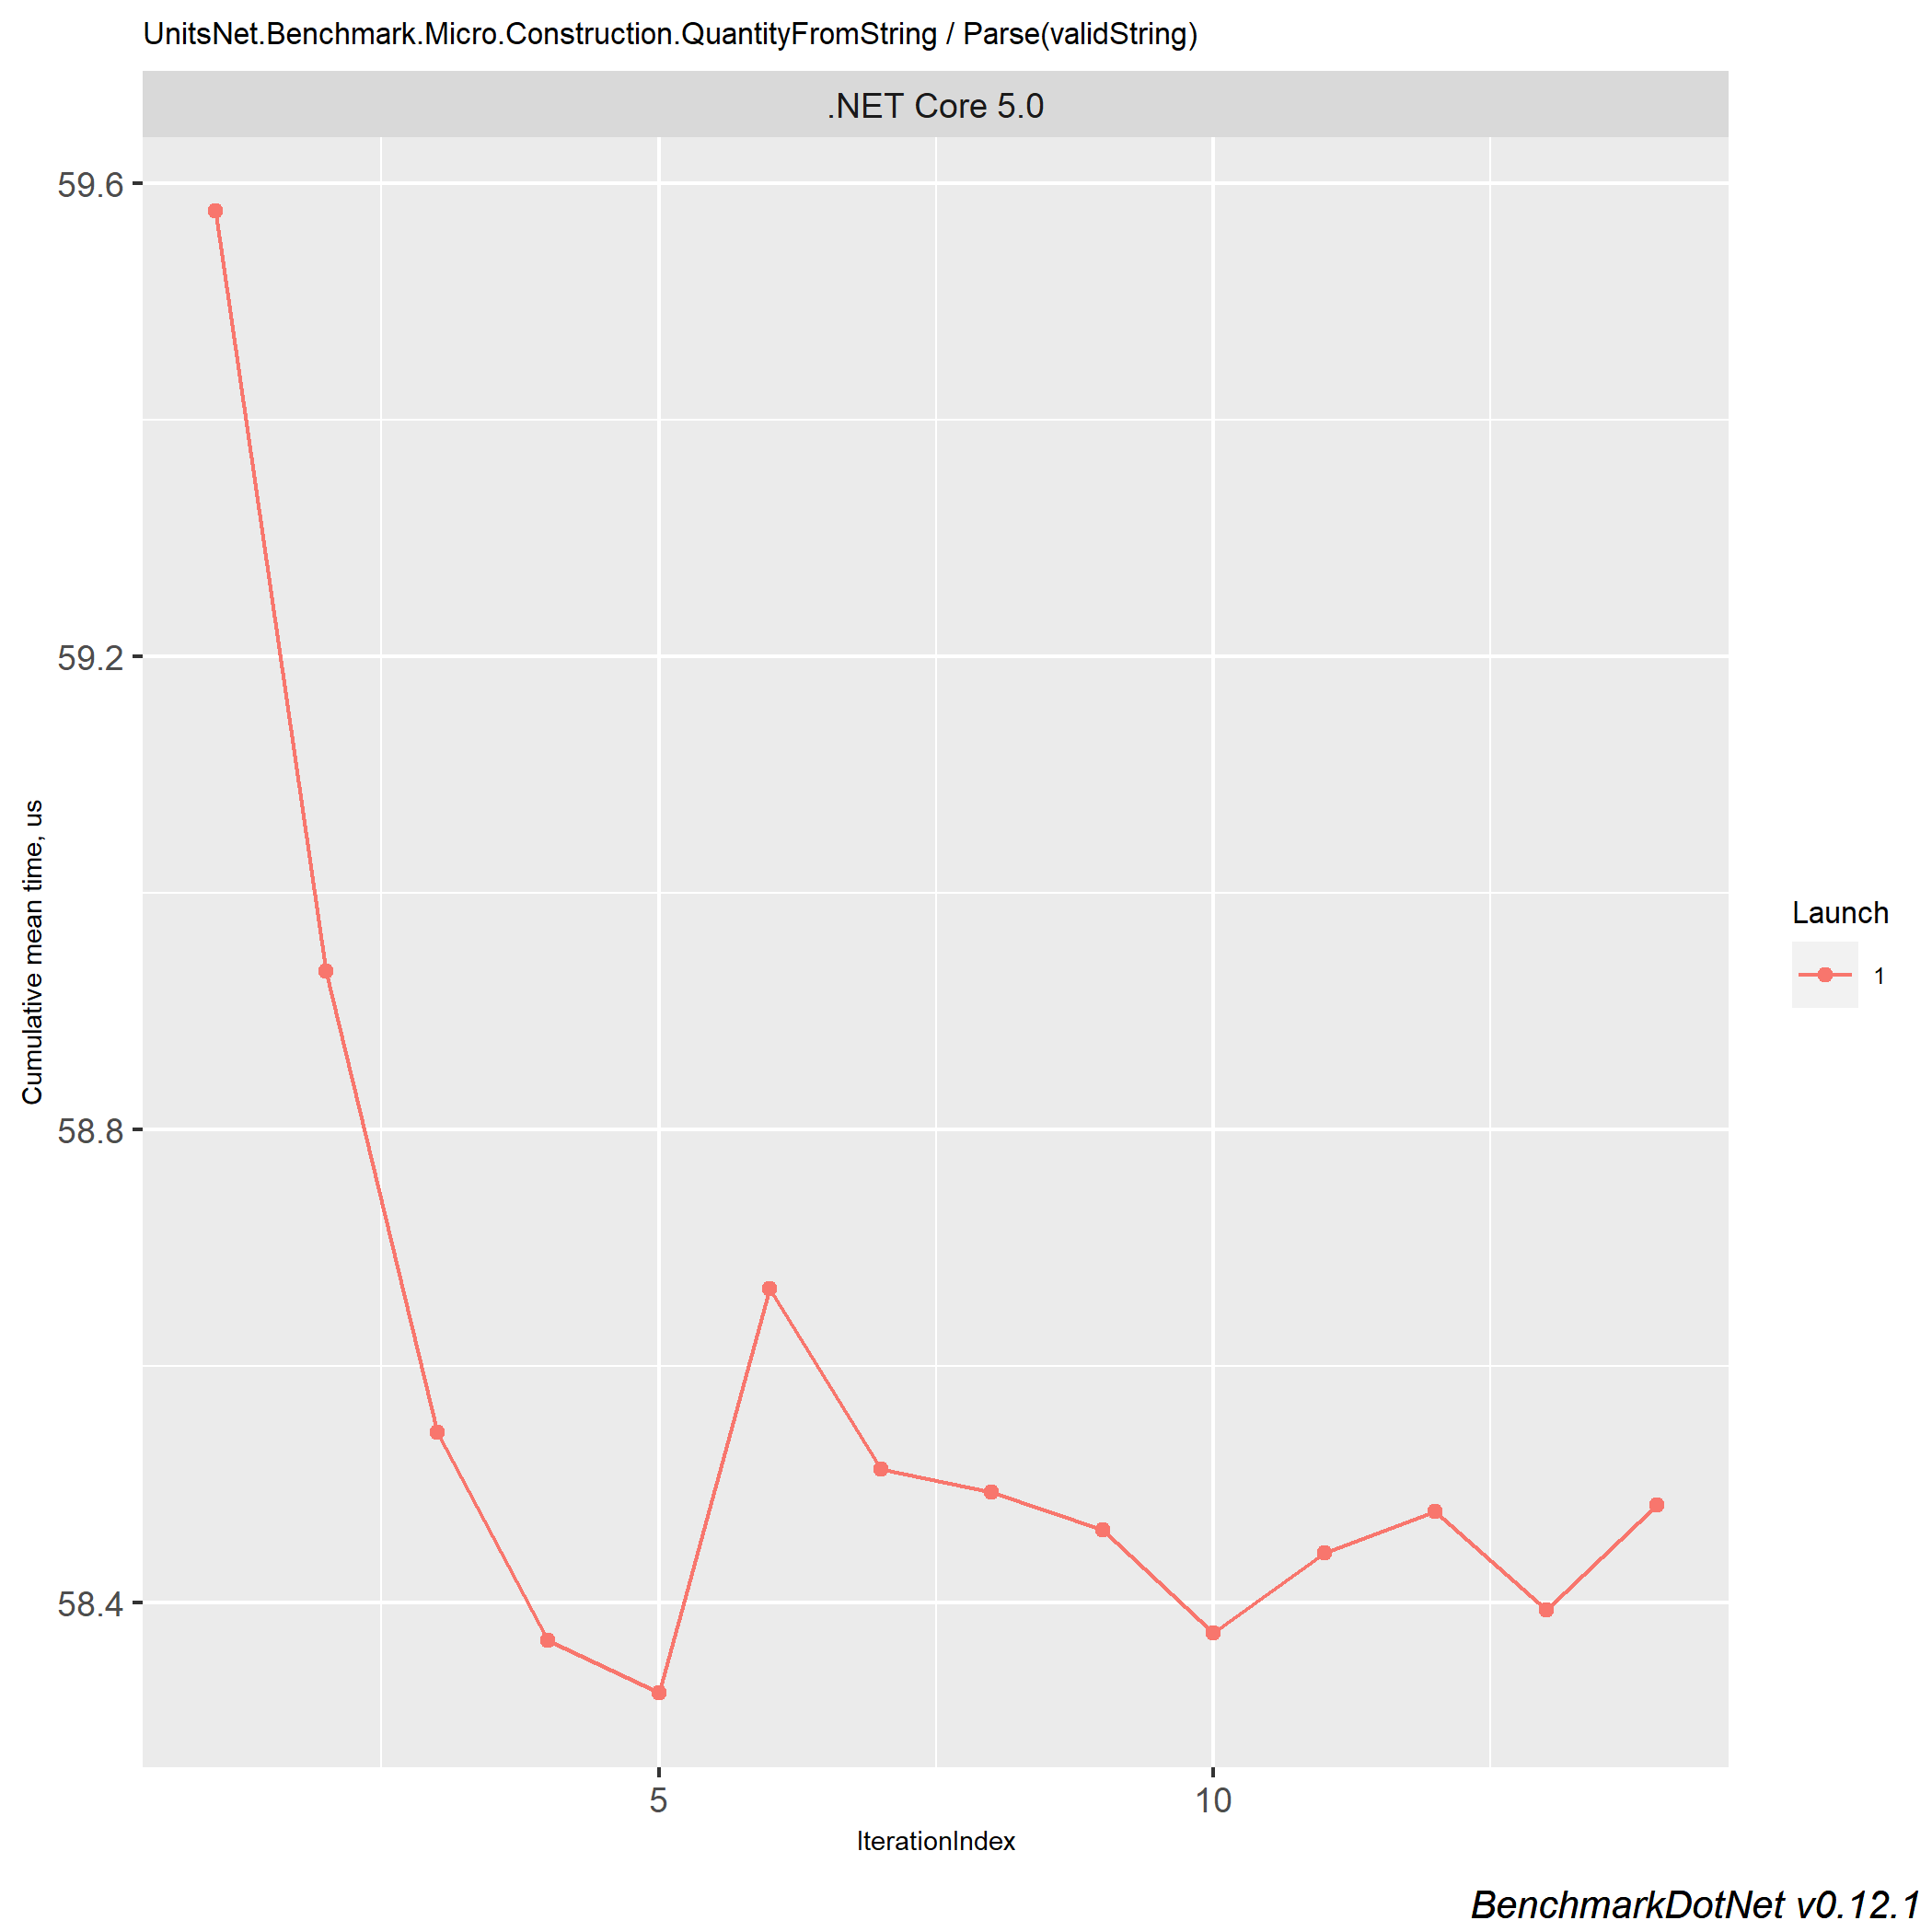 UnitsNet.Benchmark.Micro.Construction.QuantityFromString / Parse(validString)
.NET Core 5.0
59.6
59.2
58.8
58.4
Cumulative mean time, us
5
10
IterationIndex
Launch
1
BenchmarkDotNet v0.12.1